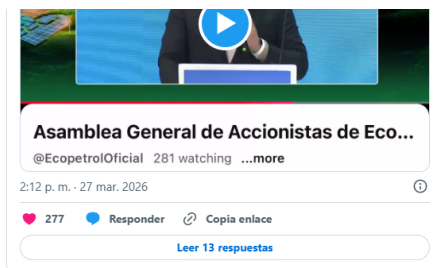 Asamblea General de Accionistas de Eco...
@EcopetrolOficial 281 watching ...more
2:12 p. m. · 27 mar. 2026
277 Responder Copia enlace
Leer 13 respuestas